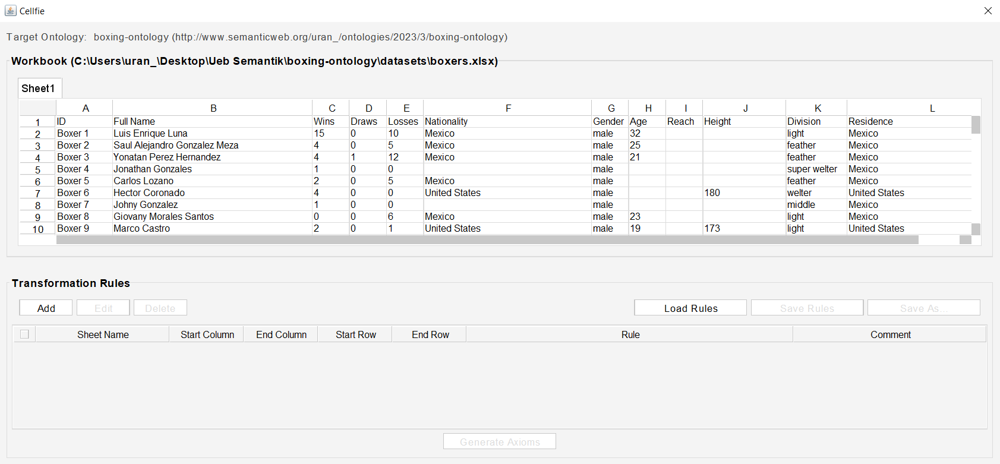 Cellfie
Target Ontology: boxing-ontology (http://www.semanticweb.org/uran_/ontologies/2023/3/boxing-ontology)
Workbook (C:\Users\uran_\Desktop\Ueb Semantik\boxing-ontology\datasets\boxers.xlsx)
Sheet1
A B C D E F G H I J K L
1 ID Full Name Wins Draws Losses Nationality Gender Age Reach Height Division Residence
2 Boxer 1 Luis Enrique Luna 15 0 10 Mexico male 32 light Mexico
3 Boxer 2 Saul Alejandro Gonzalez Meza 4 0 5 Mexico male 25 feather Mexico
4 Boxer 3 Yonatan Perez Hernandez 4 1 12 Mexico male 21 feather Mexico
5 Boxer 4 Jonathan Gonzales 1 0 0 male super welter Mexico
6 Boxer 5 Carlos Lozano 2 0 5 Mexico male feather Mexico
7 Boxer 6 Hector Coronado 4 0 0 United States male 180 welter United States
8 Boxer 7 Johny Gonzalez 1 0 0 male middle Mexico
9 Boxer 8 Giovany Morales Santos 0 0 6 Mexico male 23 light Mexico
10 Boxer 9 Marco Castro 2 0 1 United States male 19 173 light United States
Transformation Rules
Add Edit Delete Load Rules Save Rules Save As...
Sheet Name Start Column End Column Start Row End Row Rule Comment
Generate Axioms